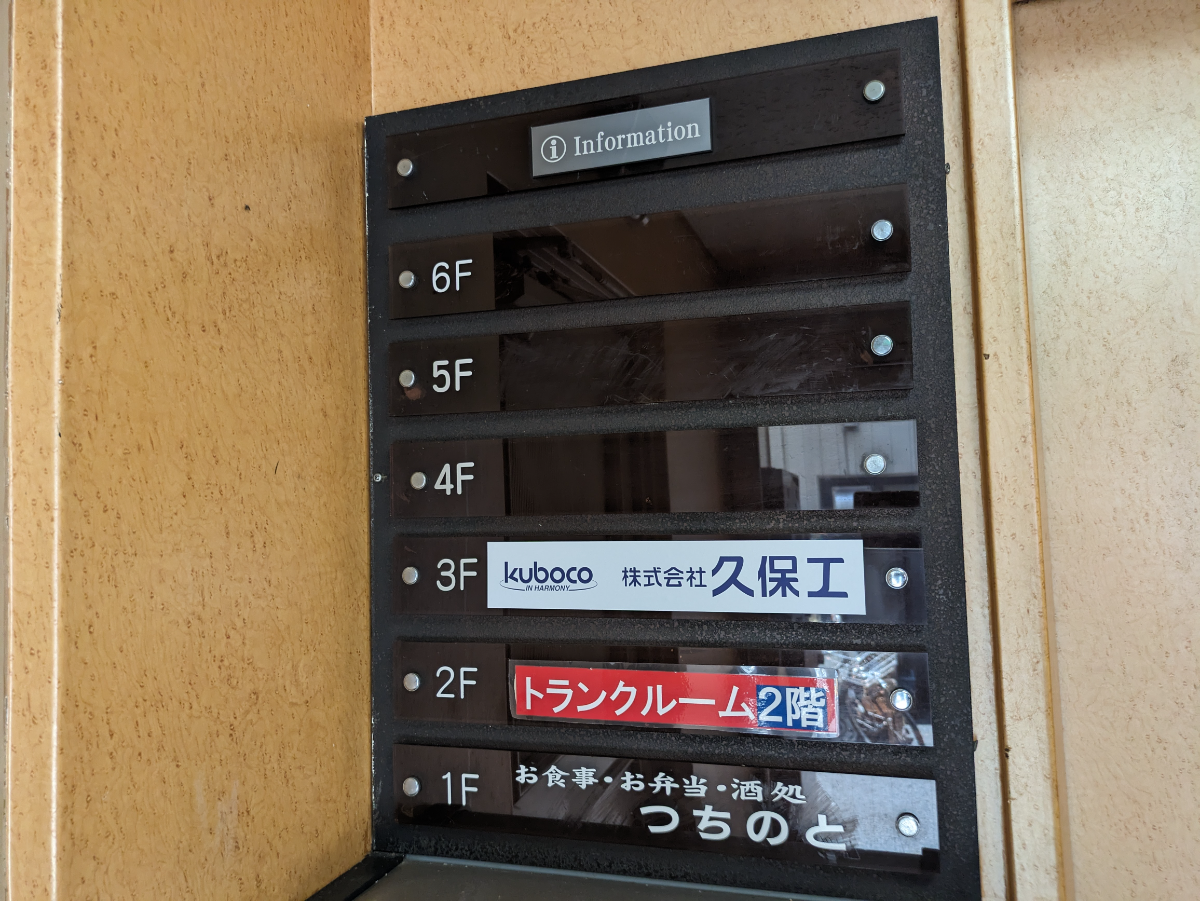 i Information
6F
5F
4F
3F kuboco IN HARMONY 株式会社久保工
2F トランクルーム2階
1F お食事・お弁当・酒処
つちのと